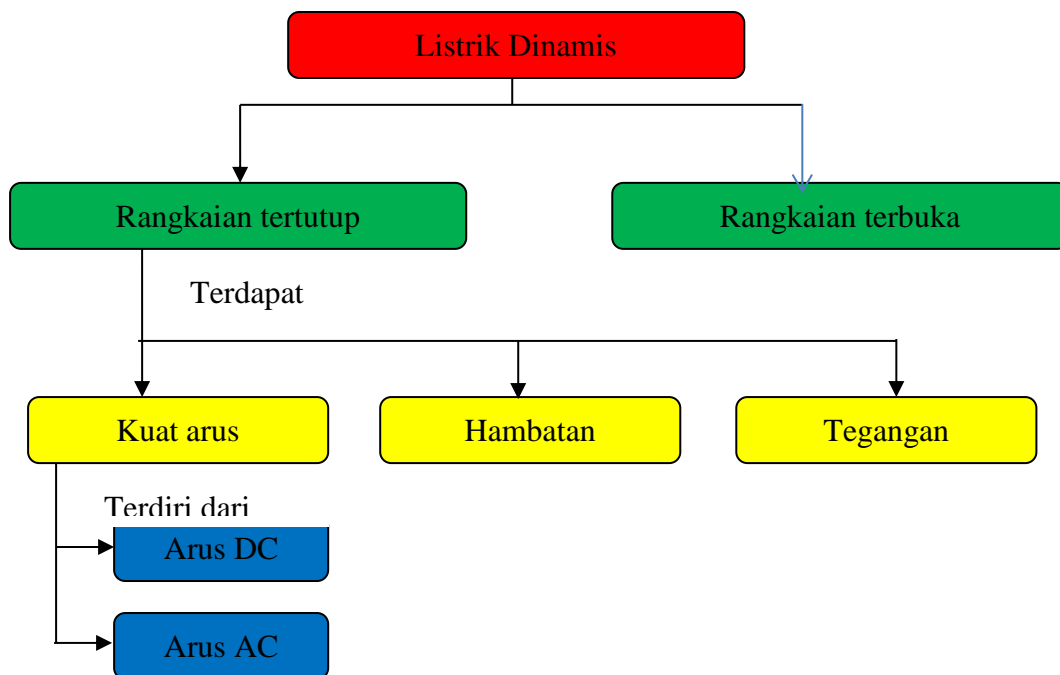 Listrik Dinamis
Rangkaian tertutup
Rangkaian terbuka
Terdapat
Kuat arus
Hambatan
Tegangan
Terdiri dari
Arus DC
Arus AC